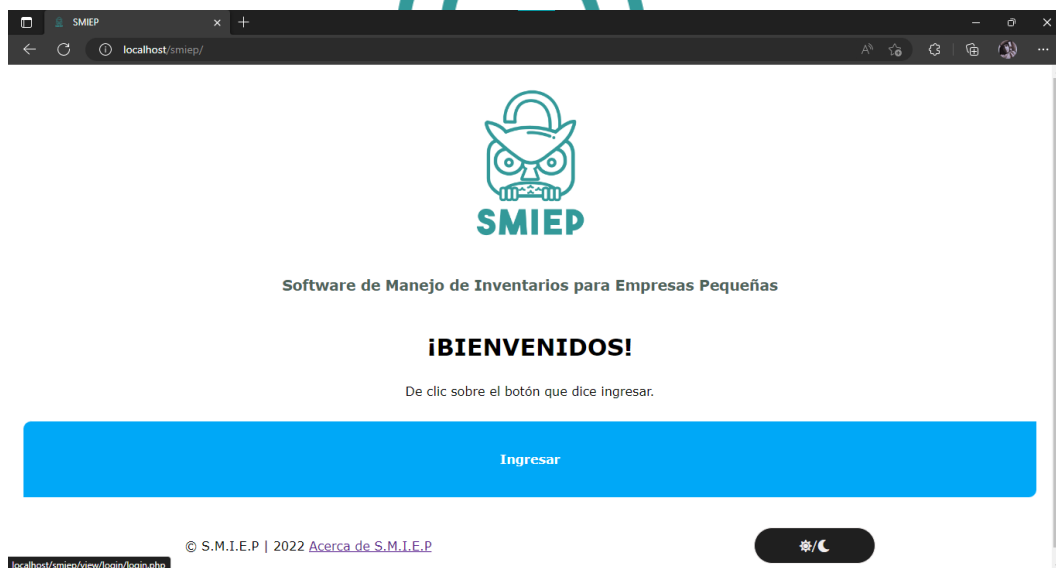 SMIEP
localhost/smiep/
SMIEP
Software de Manejo de Inventarios para Empresas Pequeñas
¡BIENVENIDOS!
De clic sobre el botón que dice ingresar.
Ingresar
© S.M.I.E.P | 2022 Acerca de S.M.I.E.P
localhost/smiep/view/login/login.php